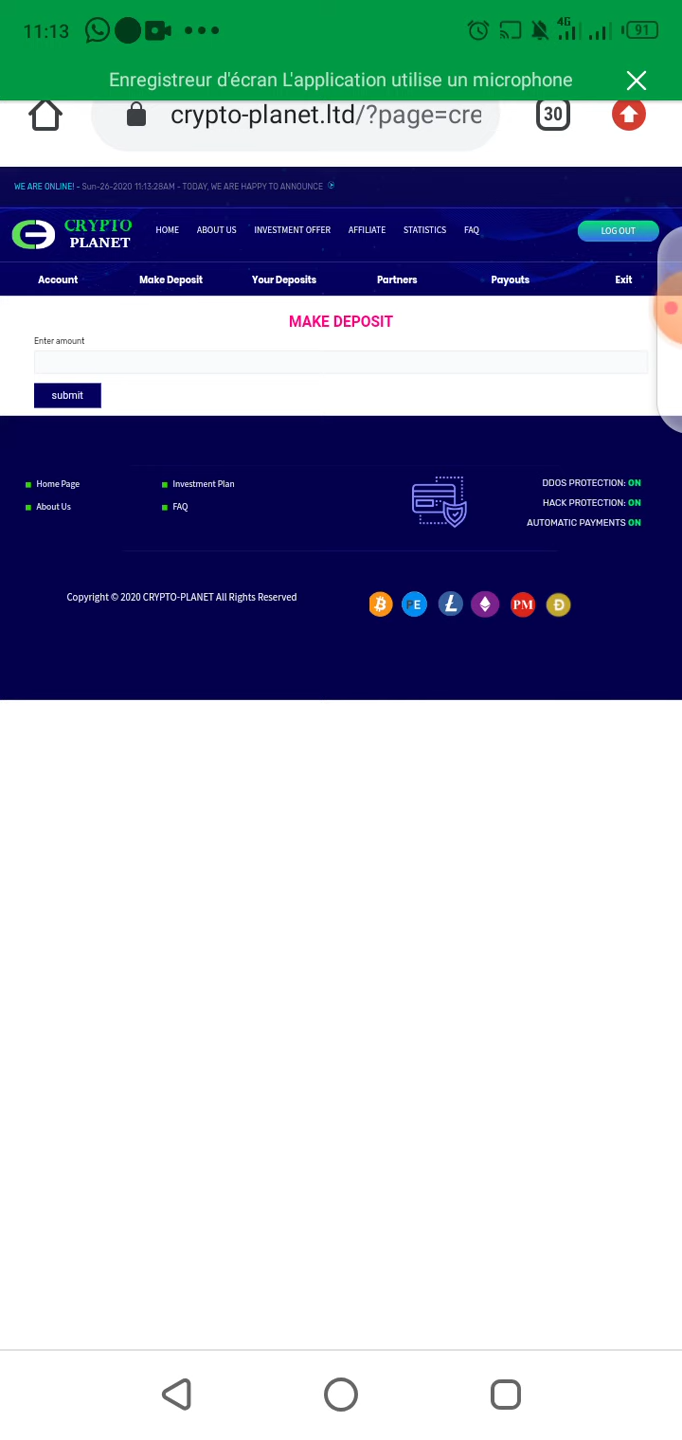 11:13 4G 91
Enregistreur d'écran L'application utilise un microphone
crypto-planet.ltd/?page=cre 30
WE ARE ONLINE! - Sun-26-2020 11:13:28AM - TODAY, WE ARE HAPPY TO ANNOUNCE
CRYPTO
PLANET
HOME ABOUT US INVESTMENT OFFER AFFILIATE STATISTICS FAQ LOG OUT
Account Make Deposit Your Deposits Partners Payouts Exit
MAKE DEPOSIT
Enter amount
submit
Home Page Investment Plan DDOS PROTECTION: ON
HACK PROTECTION: ON
About Us FAQ
AUTOMATIC PAYMENTS ON
Copyright © 2020 CRYPTO-PLANET All Rights Reserved
PE PM